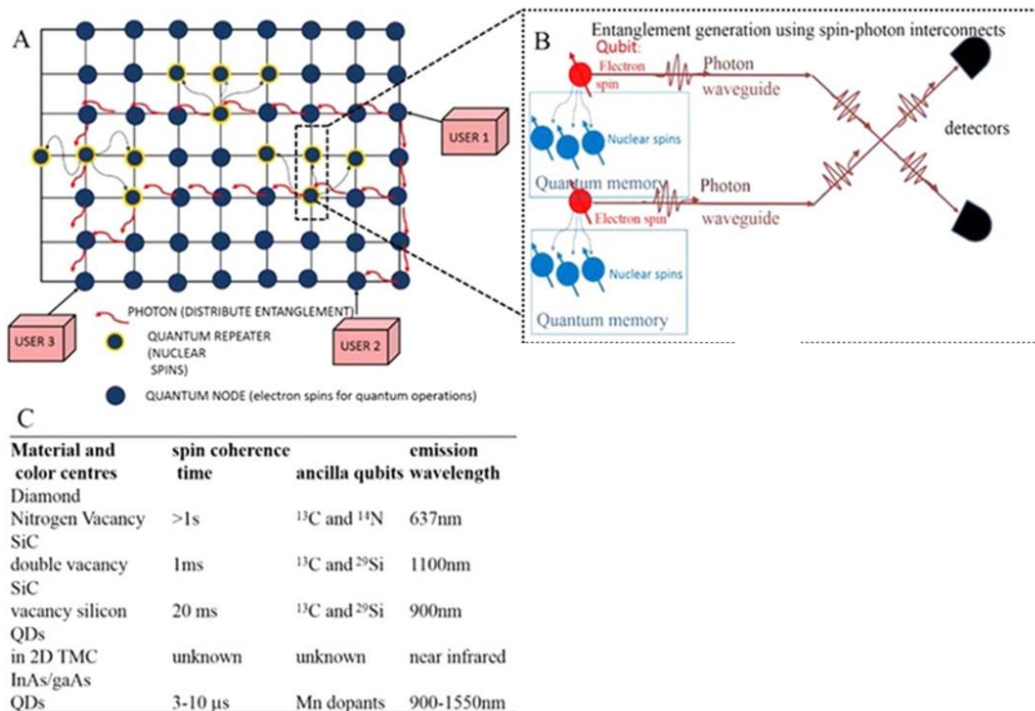 A
USER 1
PHOTON (DISTRIBUTE ENTANGLEMENT)
USER 3
QUANTUM REPEATER
(NUCLEAR
SPINS)
USER 2
QUANTUM NODE (electron spins for quantum operations)
B
Entanglement generation using spin-photon interconnects
Qubit:
Electron
spin
Photon
waveguide
detectors
Nuclear spins
Quantum memory
Photon
waveguide
Electron spin
Nuclear spins
Quantum memory
C
Material and color centres spin coherence time ancilla qubits emission wavelength
Diamond
Nitrogen Vacancy >1s ¹³C and ¹⁴N 637nm
SiC
double vacancy 1ms ¹³C and ²⁹Si 1100nm
SiC
vacancy silicon 20 ms ¹³C and ²⁹Si 900nm
QDs
in 2D TMC unknown unknown near infrared
InAs/gaAs
QDs 3-10 µs Mn dopants 900-1550nm